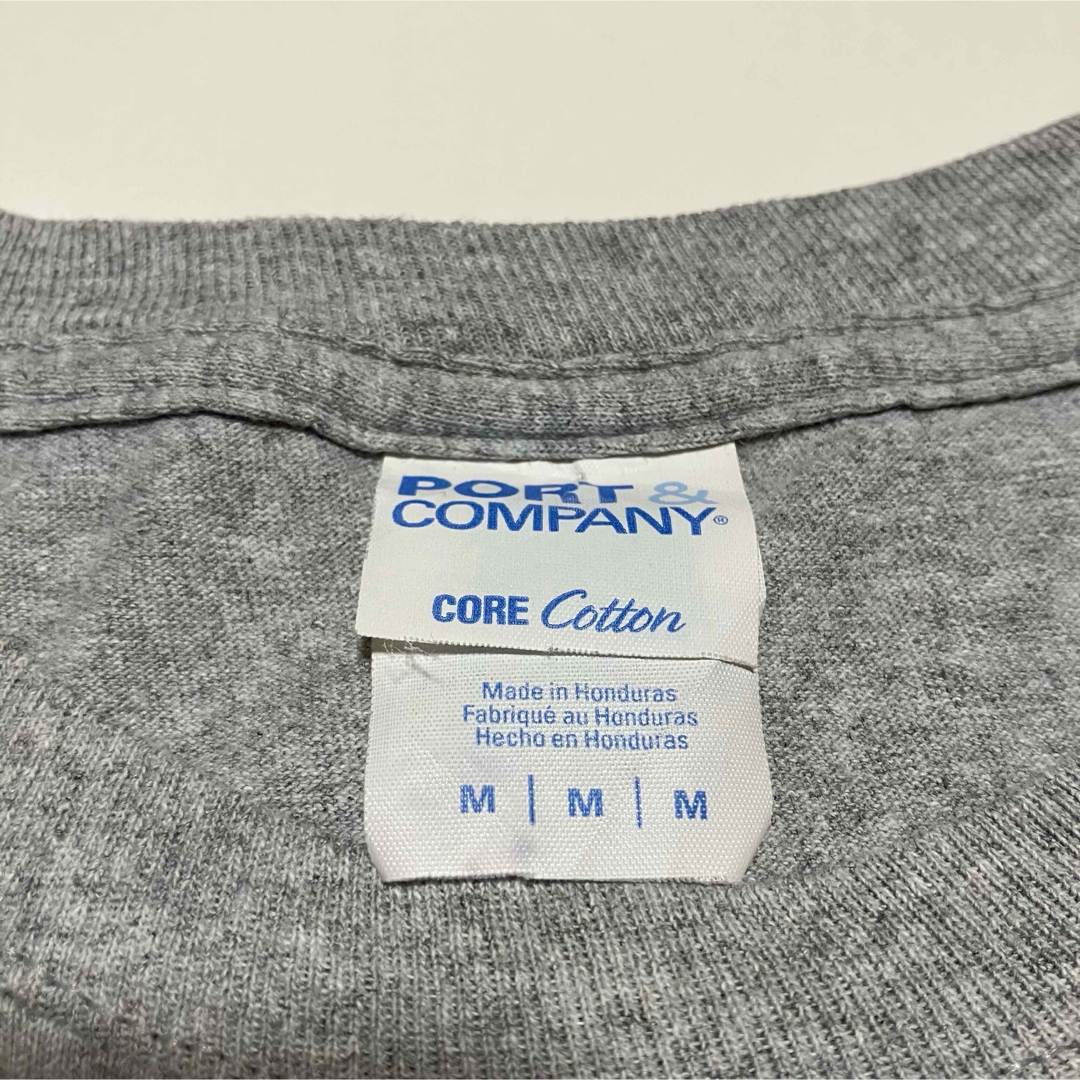 PORT &
COMPANY®
CORE Cotton
Made in Honduras
Fabriqué au Honduras
Hecho en Honduras
M | M | M